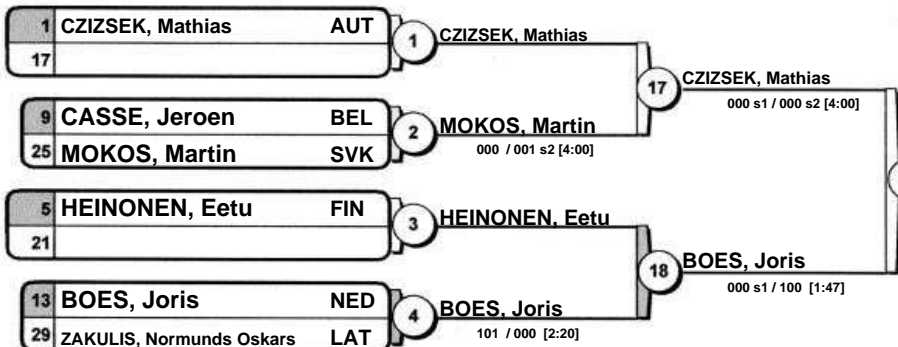 1 CZIZSEK, Mathias AUT
17
1
CZIZSEK, Mathias
9 CASSE, Jeroen BEL
25 MOKOS, Martin SVK
2
MOKOS, Martin
000 / 001 s2 [4:00]
17
CZIZSEK, Mathias
000 s1 / 000 s2 [4:00]
5 HEINONEN, Eetu FIN
21
3
HEINONEN, Eetu
13 BOES, Joris NED
29 ZAKULIS, Normunds Oskars LAT
4
BOES, Joris
101 / 000 [2:20]
18
BOES, Joris
000 s1 / 100 [1:47]